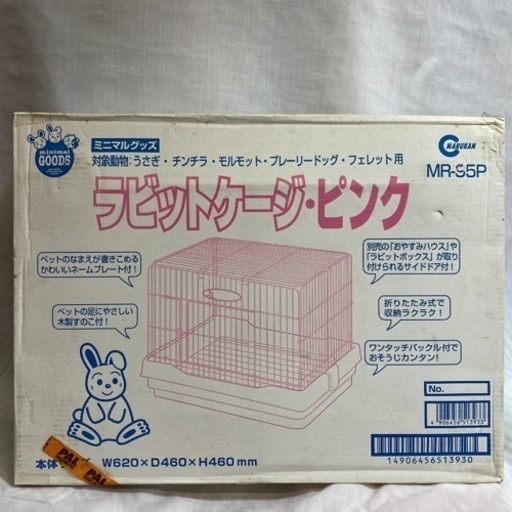 minimal
GOODS
ミニマルグッズ
対象動物:うさぎ・チンチラ・モルモット・プレーリードッグ・フェレット用
MARUKAN
MR-95P
ラビットケージ・ピンク
ペットのなまえが書きこめる
かわいいネームプレート付!
ペットの足にやさしい
木製すのこ付!
別売の「おやすみハウス」や
「ラビットボックス」が取り
付けられるサイドドア付!
折りたたみ式で
収納ラクラク!
ワンタッチバックル付で
おそうじカンタン!
No.
4906456513930
本体
W620×D460×H460mm
14906456513930
PAL
PAL